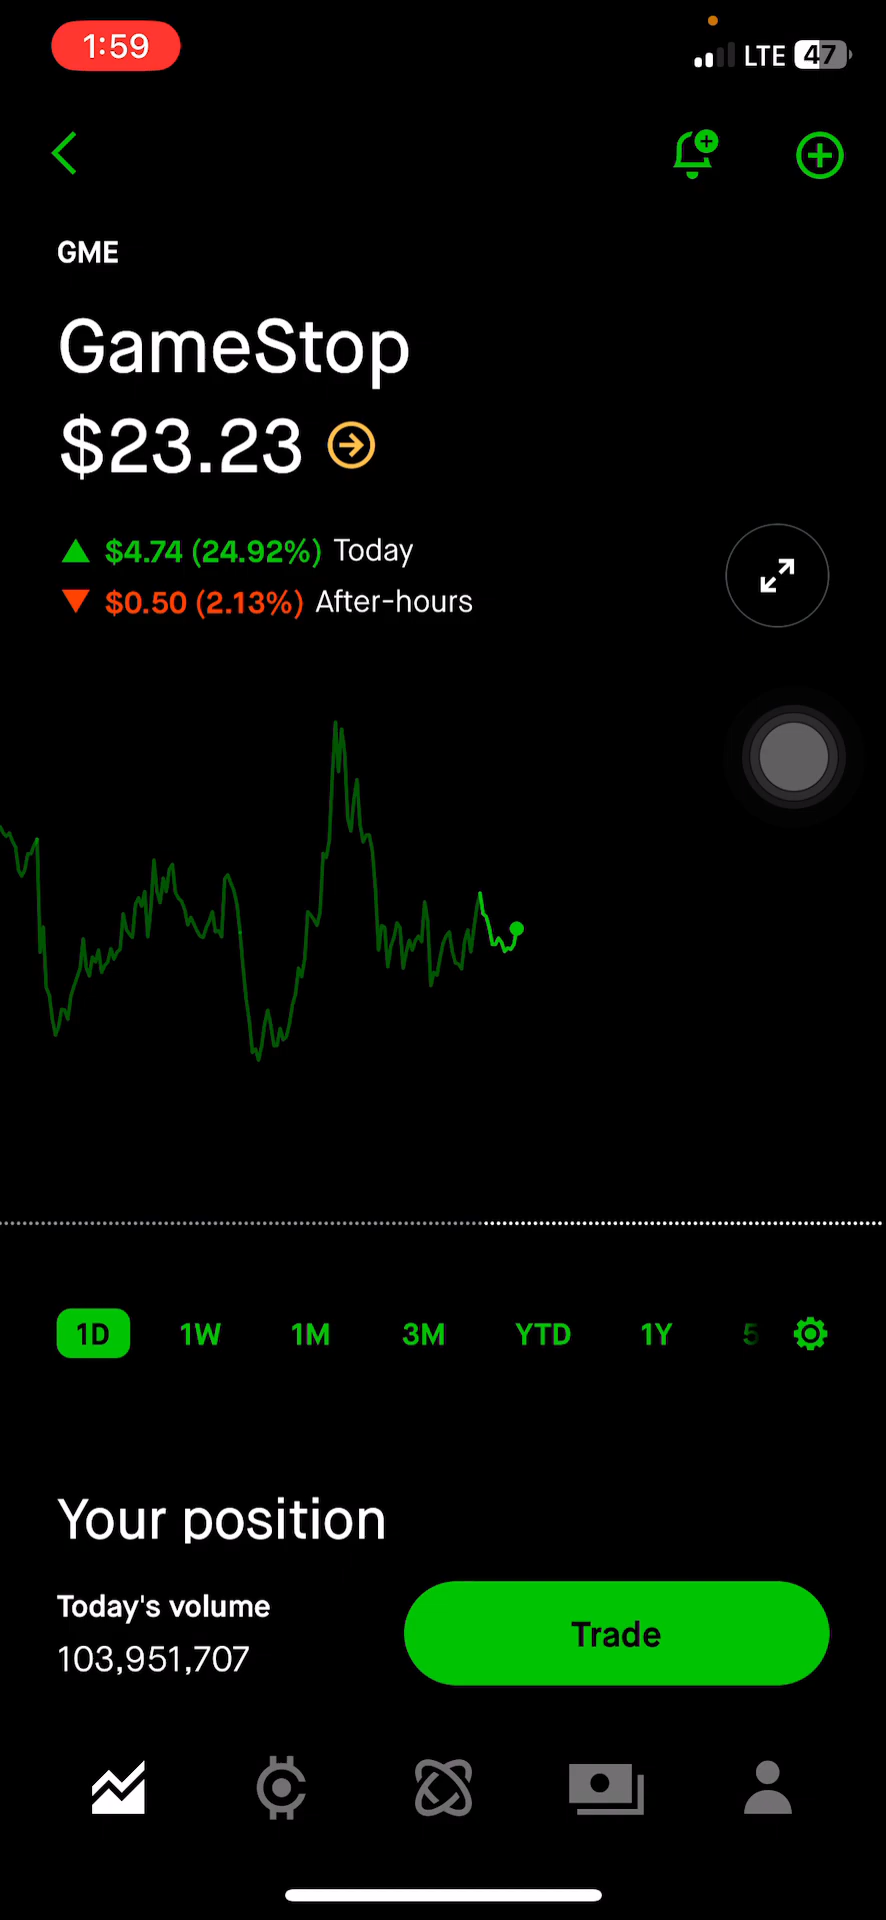 1:59
LTE 47
GME
GameStop
$23.23
$4.74 (24.92%) Today
$0.50 (2.13%) After-hours
1D 1W 1M 3M YTD 1Y 5
Your position
Today's volume
103,951,707
Trade